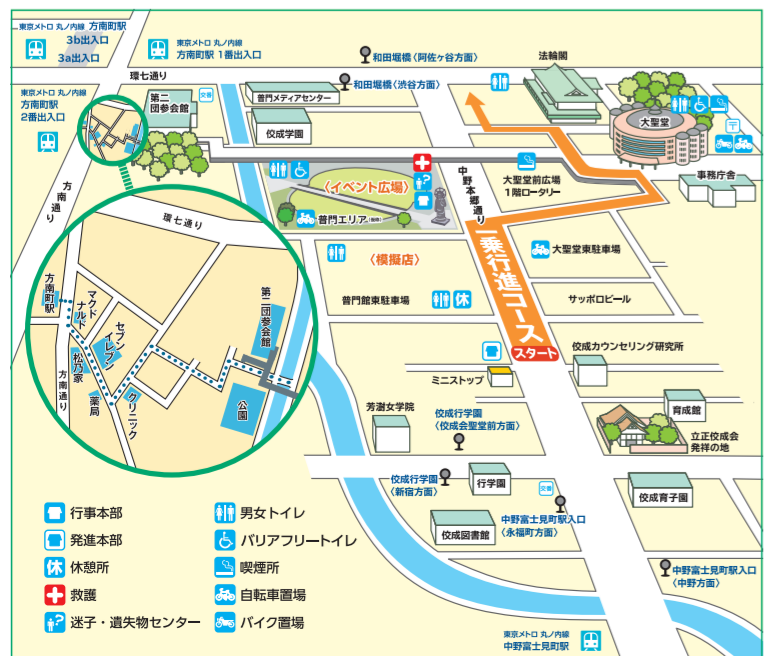 東京メトロ 丸ノ内線 方南町駅
3b出入口
3a出入口
東京メトロ 丸ノ内線
方南町駅 1番出入口
和田堀橋〈阿佐ヶ谷方面〉
法輪閣
環七通り
和田堀橋〈渋谷方面〉
東京メトロ 丸ノ内線
方南町駅
2番出入口
第二
団参会館
交番
普門メディアセンター
佼成学園
大聖堂
〈イベント広場〉
中野本郷通り
大聖堂前広場
1階ロータリー
事務庁舎
方南通り
普門エリア
環七通り
〈模擬店〉
一乗行進コース
スタート
大聖堂東駐車場
方南町駅
マクドナルド
セブンイレブン
第二団参会館
普門館東駐車場
休
サッポロビール
松乃家
方南通り
薬局
クリニック
公園
ミニストップ
佼成カウンセリング研究所
芳澍女学院
佼成行学園
〈佼成会聖堂前方面〉
育成館
立正佼成会
発祥の地
佼成行学園
〈新宿方面〉
行学園
交番
佼成育子園
佼成図書館
中野富士見町駅入口
〈永福町方面〉
中野富士見町駅入口
〈中野方面〉
行事本部
発進本部
休 休憩所
救護
迷子・遺失物センター
男女トイレ
バリアフリートイレ
喫煙所
自転車置場
バイク置場
東京メトロ 丸ノ内線
中野富士見町駅